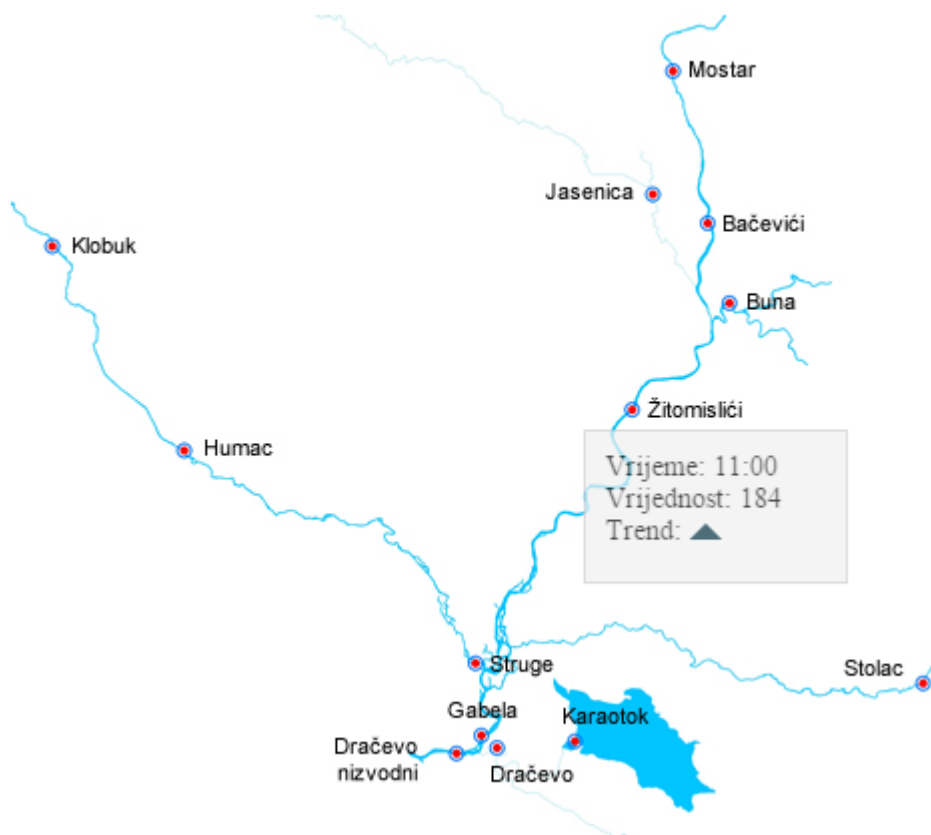 Mostar
Jasenica
Bačevići
Klobuk
Buna
Žitomislići
Humac
Vrijeme: 11:00
Vrijednost: 184
Trend:
Struge
Stolac
Gabela
Karaotok
Dračevo
nizvodni
Dračevo